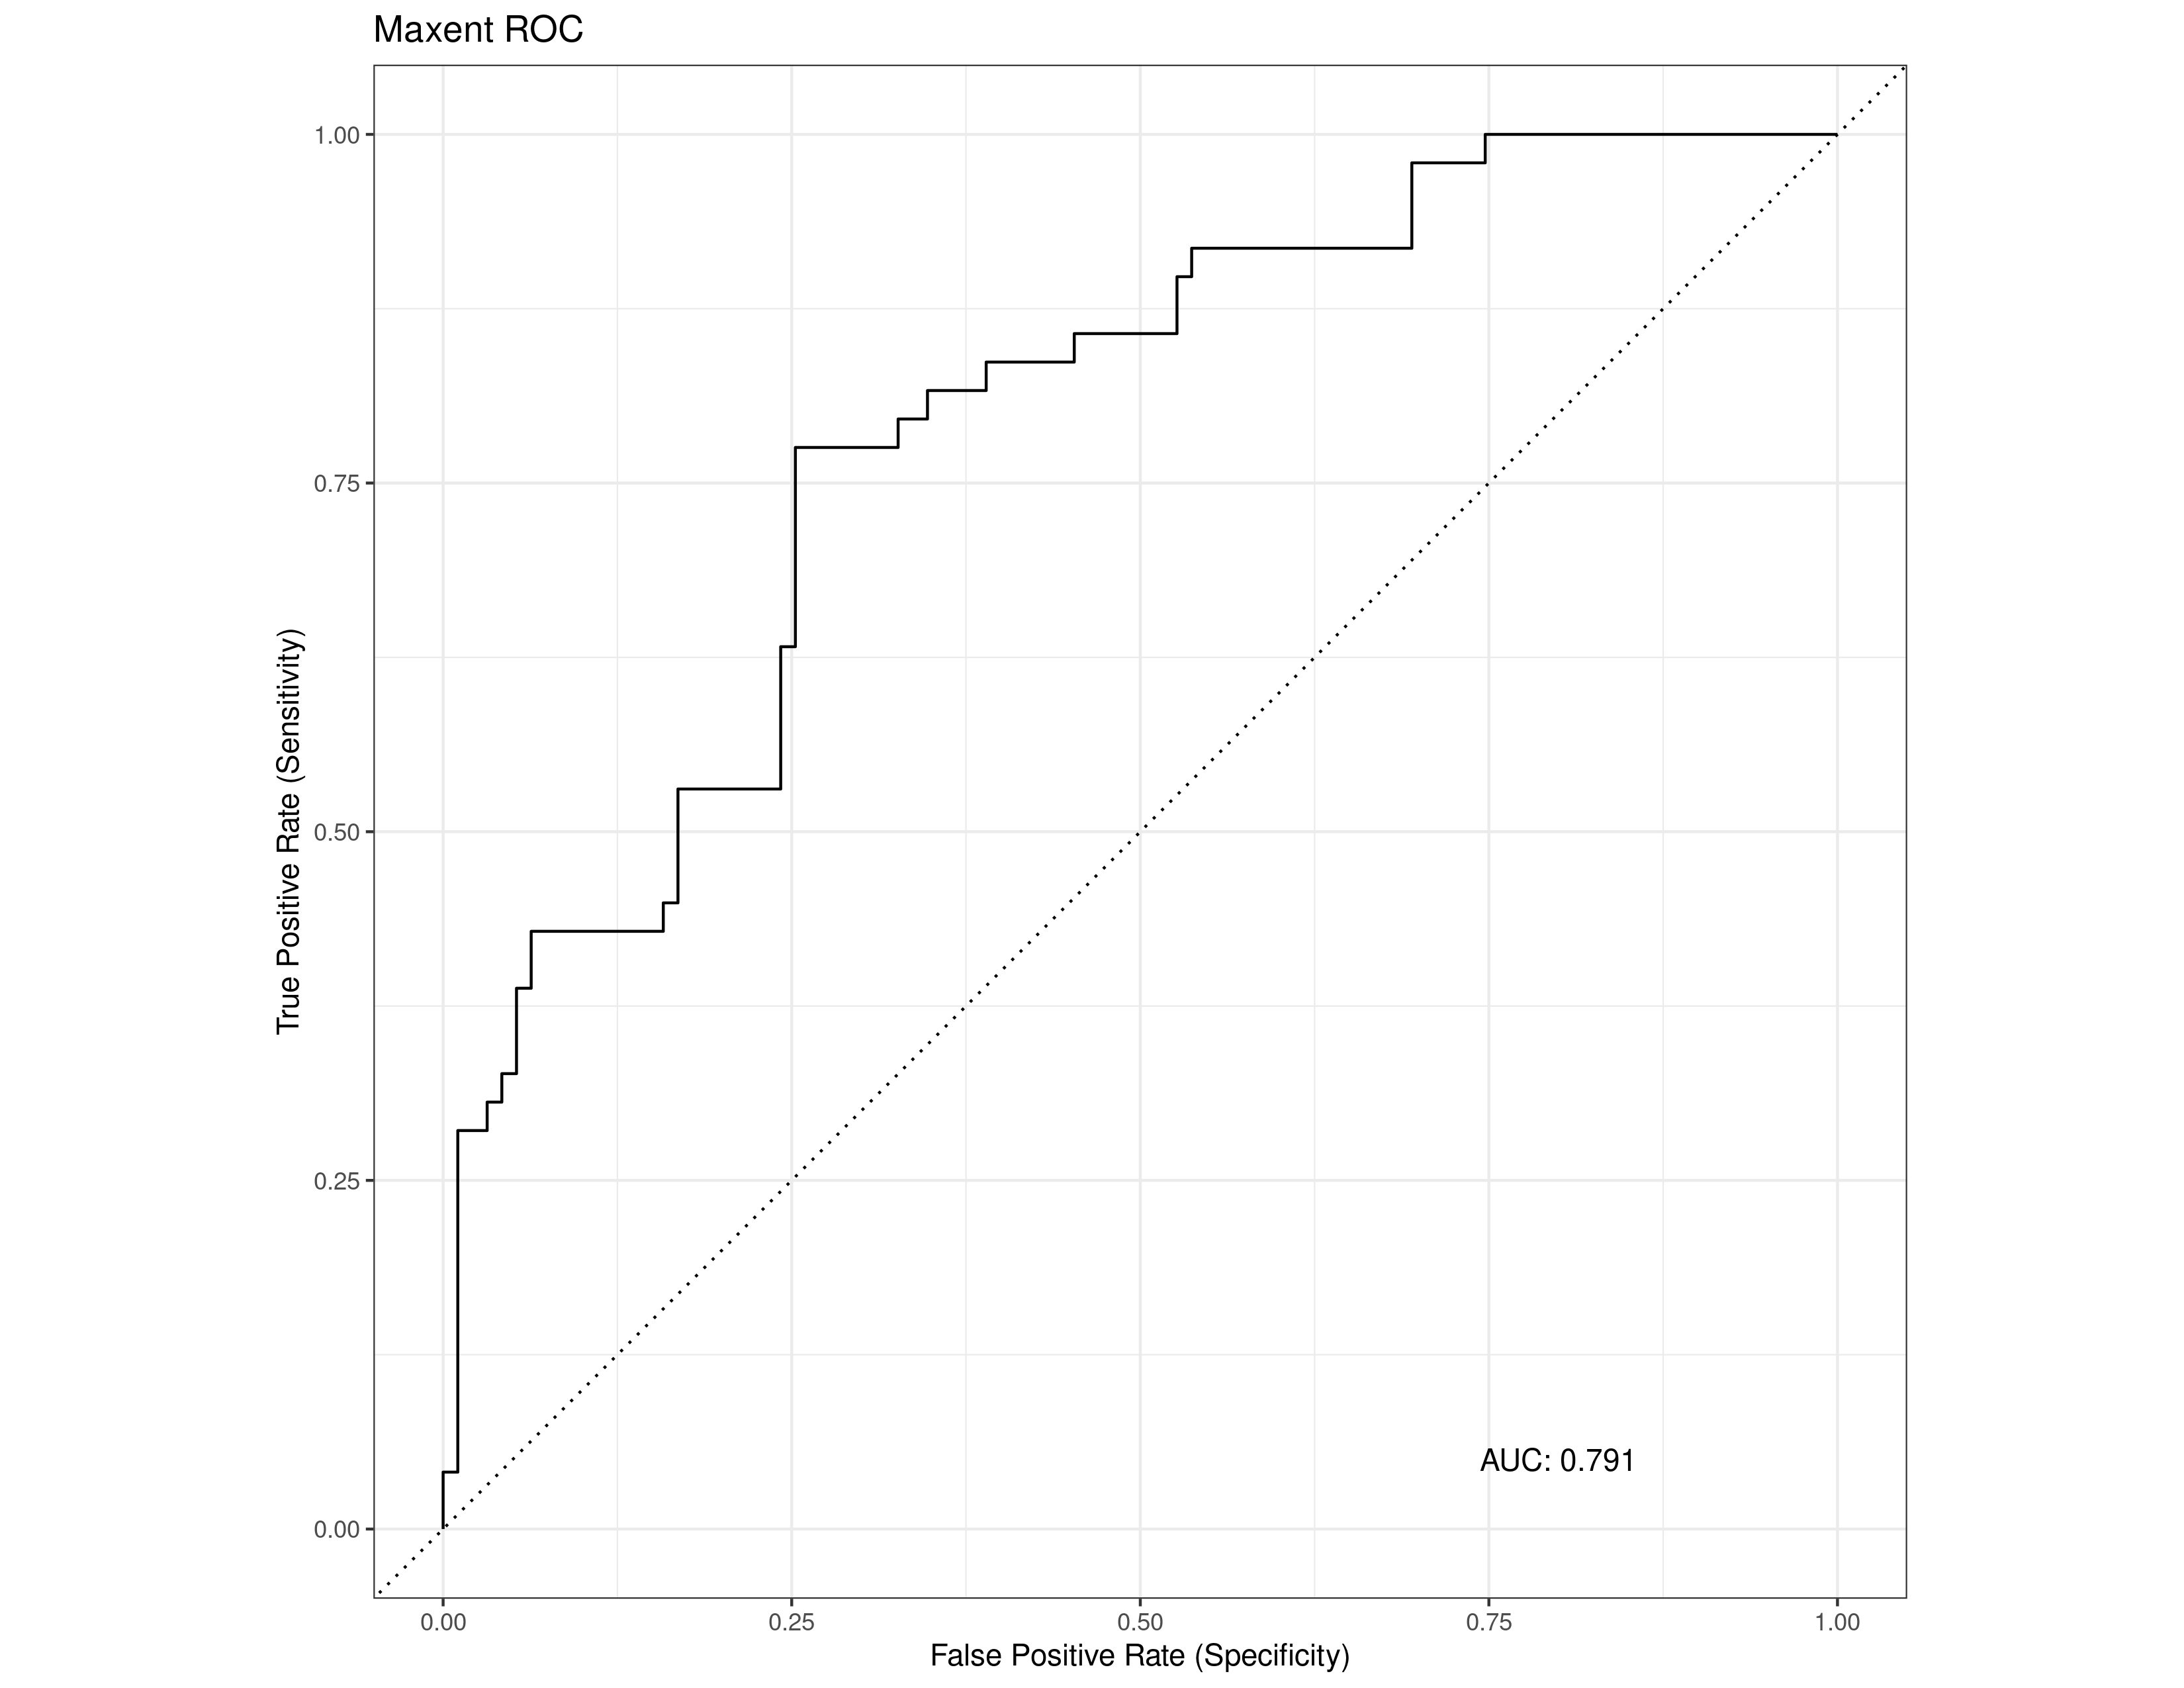 Maxent ROC
True Positive Rate (Sensitivity)
1.00
0.75
0.50
0.25
0.00
AUC: 0.791
0.00 0.25 0.50 0.75 1.00
False Positive Rate (Specificity)